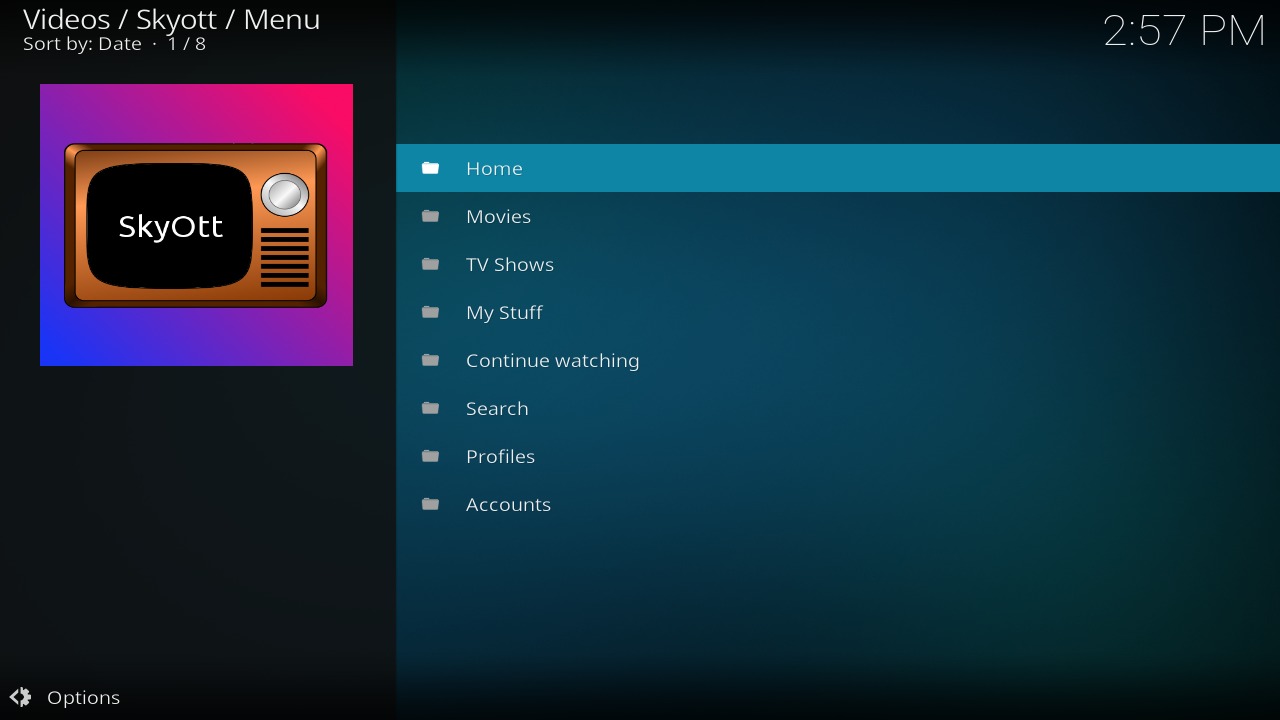 Videos / Skyott / Menu
Sort by: Date · 1 / 8
2:57 PM
SkyOtt
Home
Movies
TV Shows
My Stuff
Continue watching
Search
Profiles
Accounts
Options